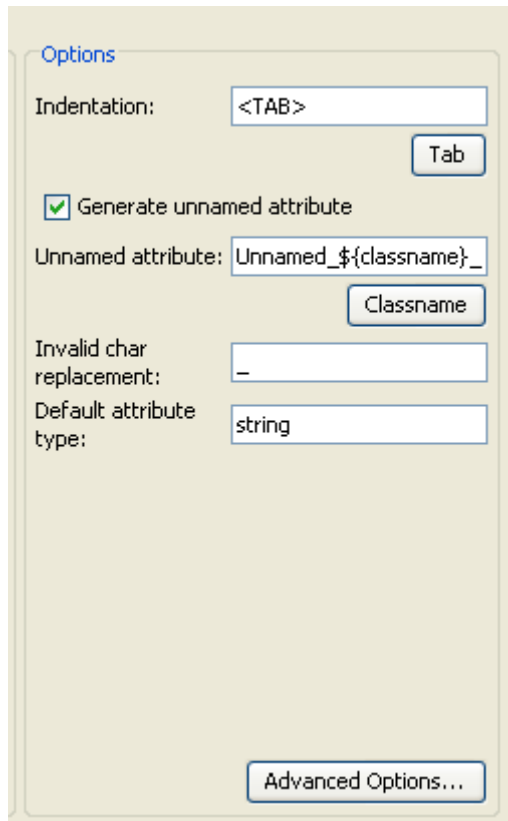 Options
Indentation: <TAB>
Tab
Generate unnamed attribute
Unnamed attribute: Unnamed_${classname}_
Classname
Invalid char
replacement: _
Default attribute
type: string
Advanced Options...